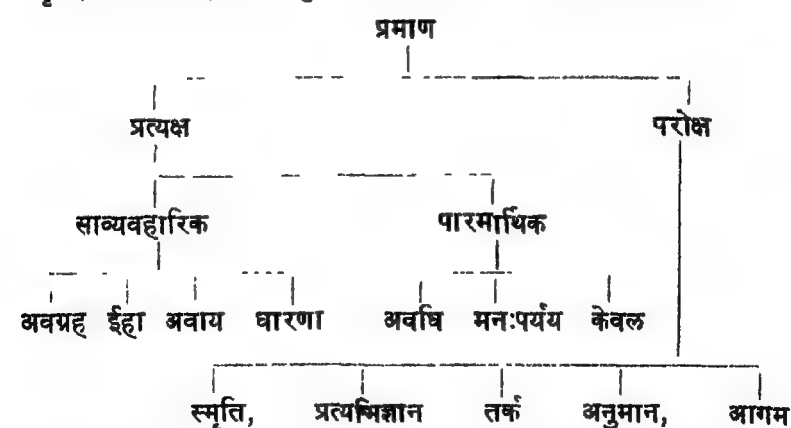 प्रमाण
प्रत्यक्ष परोक्ष
साव्यवहारिक पारमार्थिक
अवग्रह ईहा अवाय धारणा अवधि मनःपर्यय केवल
स्मृति, प्रत्यभिज्ञान तर्क अनुमान, आगम